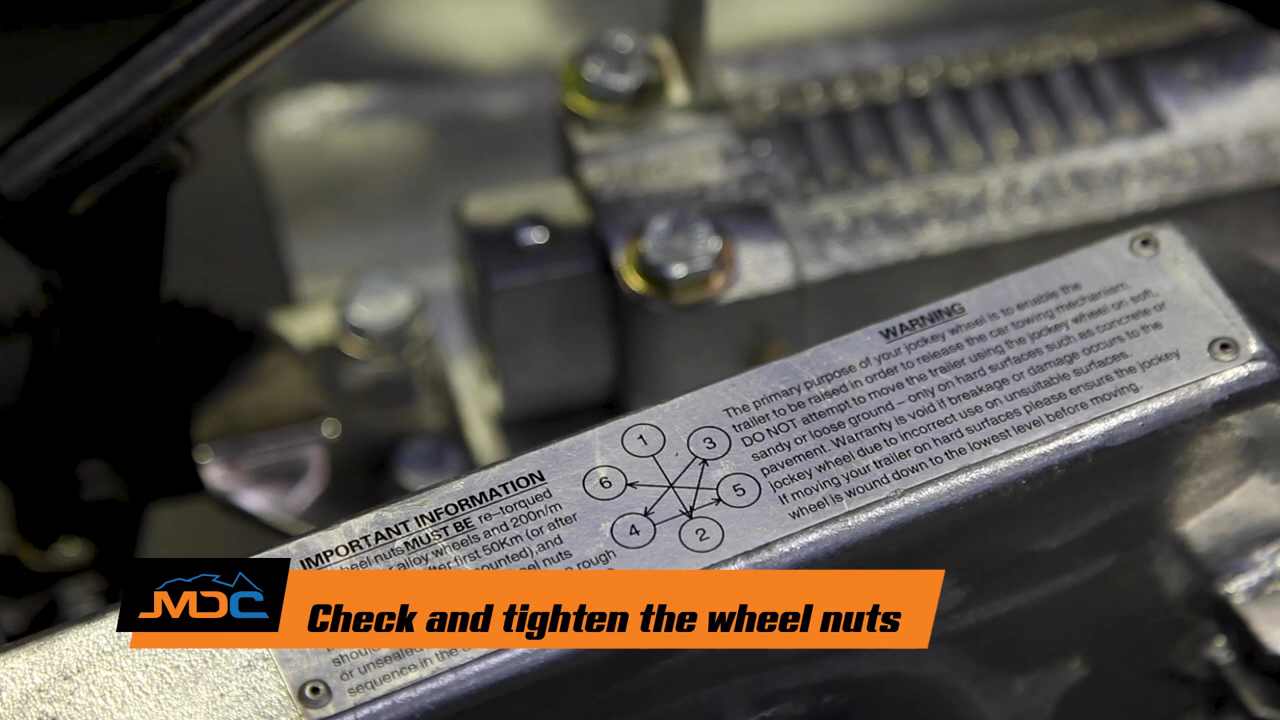 WARNING
The primary purpose of your jockey wheel is to enable the
trailer to be raised in order to release the car towing mechanism.
DO NOT attempt to move the trailer using the jockey wheel on soft,
sandy or loose ground – only on hard surfaces such as concrete or
pavement. Warranty is void if breakage or damage occurs to the
jockey wheel due to incorrect use on unsuitable surfaces.
If moving your trailer on hard surfaces please ensure the jockey
wheel is wound down to the lowest level before moving.
1
3
6
5
4
2
IMPORTANT INFORMATION
wheel nuts MUST BE re-torqued
alloy wheels and 200n/m
after first 50Km (or after
mounted), and
wheel nuts
rough
or unsealed
sequence in the
MDC
Check and tighten the wheel nuts